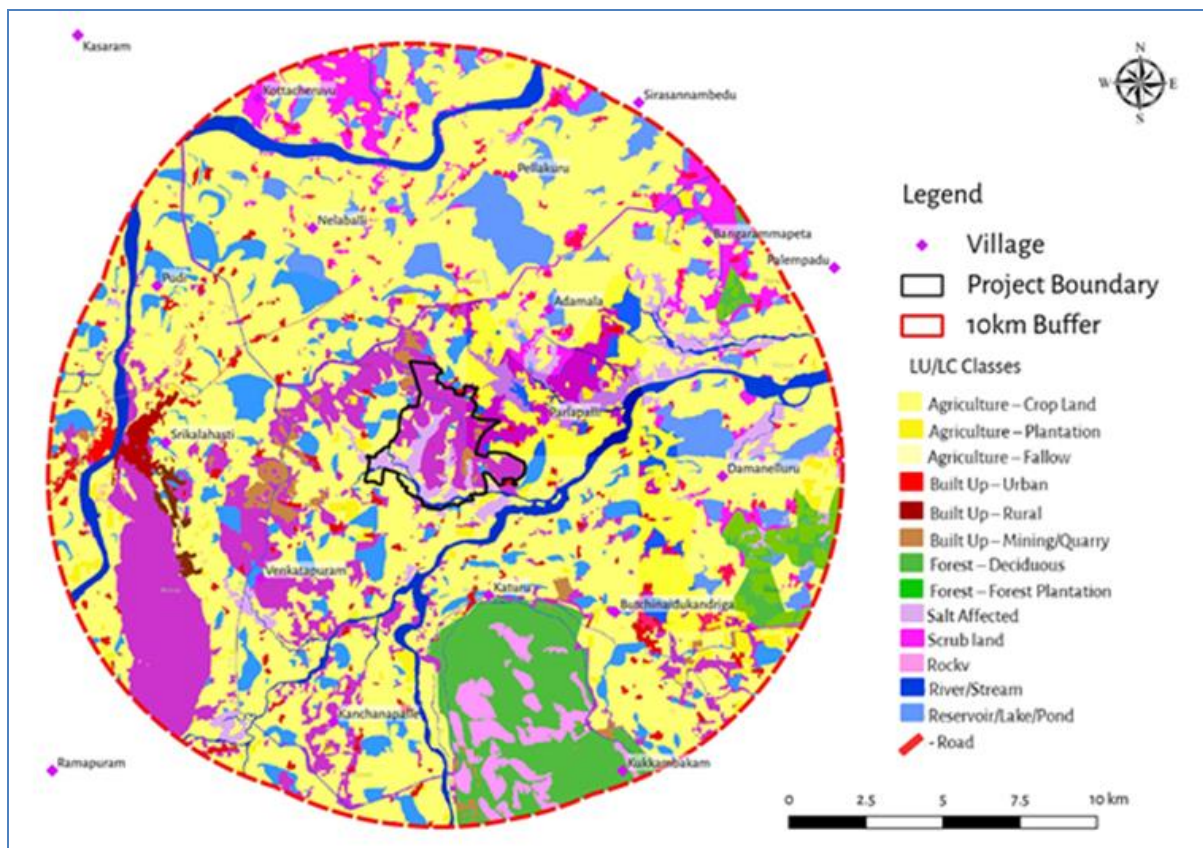 Kasaram
N
W E
S
Kottacheruvu
Sirasannambedu
Pellakuru
Legend
Nelaballi
Village
Bangarammapeta
Palempadu
Pudi
Project Boundary
Adamala
10km Buffer
LU/LC Classes
Agriculture – Crop Land
Parlapalli
Agriculture – Plantation
Srikalahasti
Agriculture – Fallow
Damanelluru
Built Up – Urban
Built Up – Rural
Built Up – Mining/Quarry
Venkatapuram
Forest – Deciduous
Katuru
Forest – Forest Plantation
Buchinaidukandriga
Salt Affected
Scrub land
Rocky
River/Stream
Kanchanapalle
Reservoir/Lake/Pond
- Road
Ramapuram
Kukkambakam
0 2.5 5 7.5 10 km